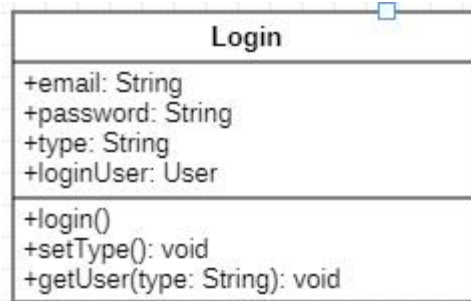 Login
+email: String
+password: String
+type: String
+loginUser: User
+login()
+setType(): void
+getUser(type: String): void